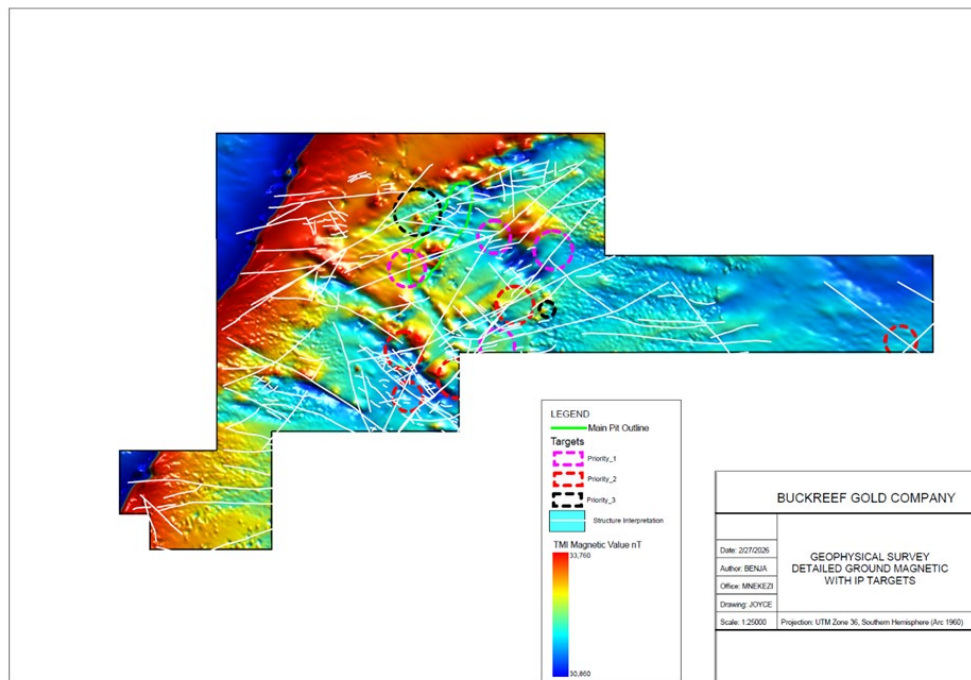 LEGEND
Main Pit Outline
Targets
Priority_1
Priority_2
Priority_3
Structure Interpretation
TMI Magnetic Value nT
33,760
30,860
BUCKREEF GOLD COMPANY
Date: 2/27/2026
Author: BENJA
Office: MNEKEZI
Drawing: JOYCE
Scale: 1:25000
GEOPHYSICAL SURVEY
DETAILED GROUND MAGNETIC
WITH IP TARGETS
Projection: UTM Zone 36, Southern Hemisphere (Arc 1960)